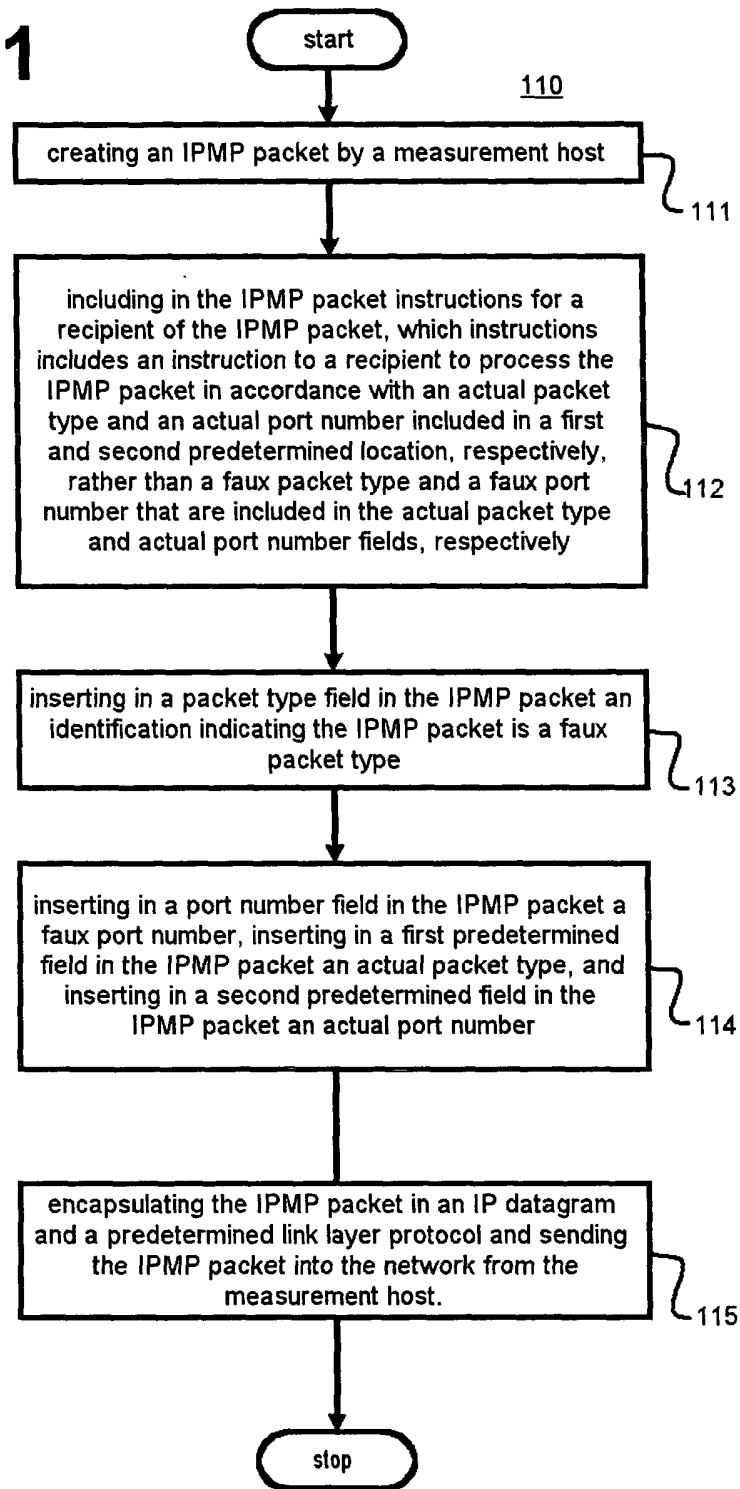 1
start
110
creating an IPMP packet by a measurement host
111
including in the IPMP packet instructions for a
recipient of the IPMP packet, which instructions
includes an instruction to a recipient to process the
IPMP packet in accordance with an actual packet
type and an actual port number included in a first
and second predetermined location, respectively,
rather than a faux packet type and a faux port
number that are included in the actual packet type
and actual port number fields, respectively
112
inserting in a packet type field in the IPMP packet an
identification indicating the IPMP packet is a faux
packet type
113
inserting in a port number field in the IPMP packet a
faux port number, inserting in a first predetermined
field in the IPMP packet an actual packet type, and
inserting in a second predetermined field in the
IPMP packet an actual port number
114
encapsulating the IPMP packet in an IP datagram
and a predetermined link layer protocol and sending
the IPMP packet into the network from the
measurement host.
115
stop